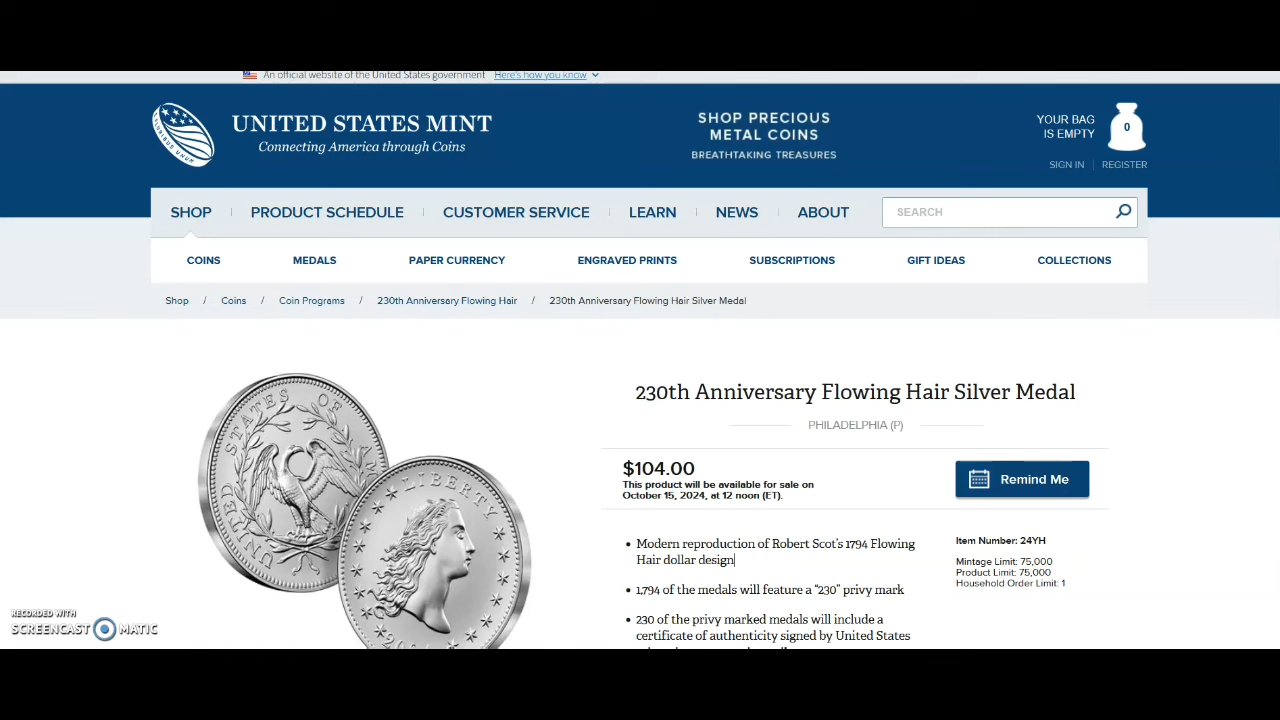 An official website of the United States government Here's how you know
UNITED STATES MINT
Connecting America through Coins
E PLURIBUS UNUM
SHOP PRECIOUS
METAL COINS
BREATHTAKING TREASURES
YOUR BAG
IS EMPTY
0
SIGN IN | REGISTER
SHOP
PRODUCT SCHEDULE
CUSTOMER SERVICE
LEARN
NEWS
ABOUT
SEARCH
COINS
MEDALS
PAPER CURRENCY
ENGRAVED PRINTS
SUBSCRIPTIONS
GIFT IDEAS
COLLECTIONS
Shop / Coins / Coin Programs / 230th Anniversary Flowing Hair / 230th Anniversary Flowing Hair Silver Medal
UNITED STATES OF AM
LIBERTY
230th Anniversary Flowing Hair Silver Medal
PHILADELPHIA (P)
$104.00
This product will be available for sale on
October 15, 2024, at 12 noon (ET).
Remind Me
• Modern reproduction of Robert Scot's 1794 Flowing
Hair dollar design
• 1,794 of the medals will feature a “230” privy mark
• 230 of the privy marked medals will include a
certificate of authenticity signed by United States
Item Number: 24YH
Mintage Limit: 75,000
Product Limit: 75,000
Household Order Limit: 1
RECORDED WITH
SCREENCAST MATIC